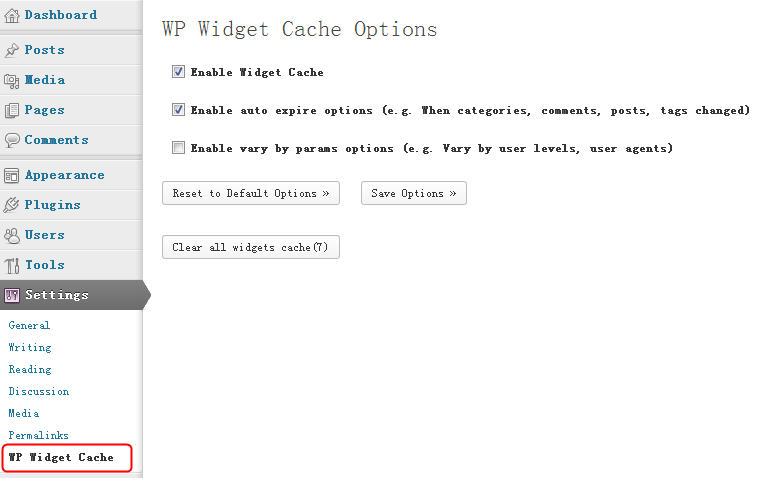 Dashboard
Posts
Media
Pages
Comments
Appearance
Plugins
Users
Tools
Settings
General
Writing
Reading
Discussion
Media
Permalinks
WP Widget Cache
WP Widget Cache Options
Enable Widget Cache
Enable auto expire options (e.g. When categories, comments, posts, tags changed)
Enable vary by params options (e.g. Vary by user levels, user agents)
Reset to Default Options » Save Options »
Clear all widgets cache(7)